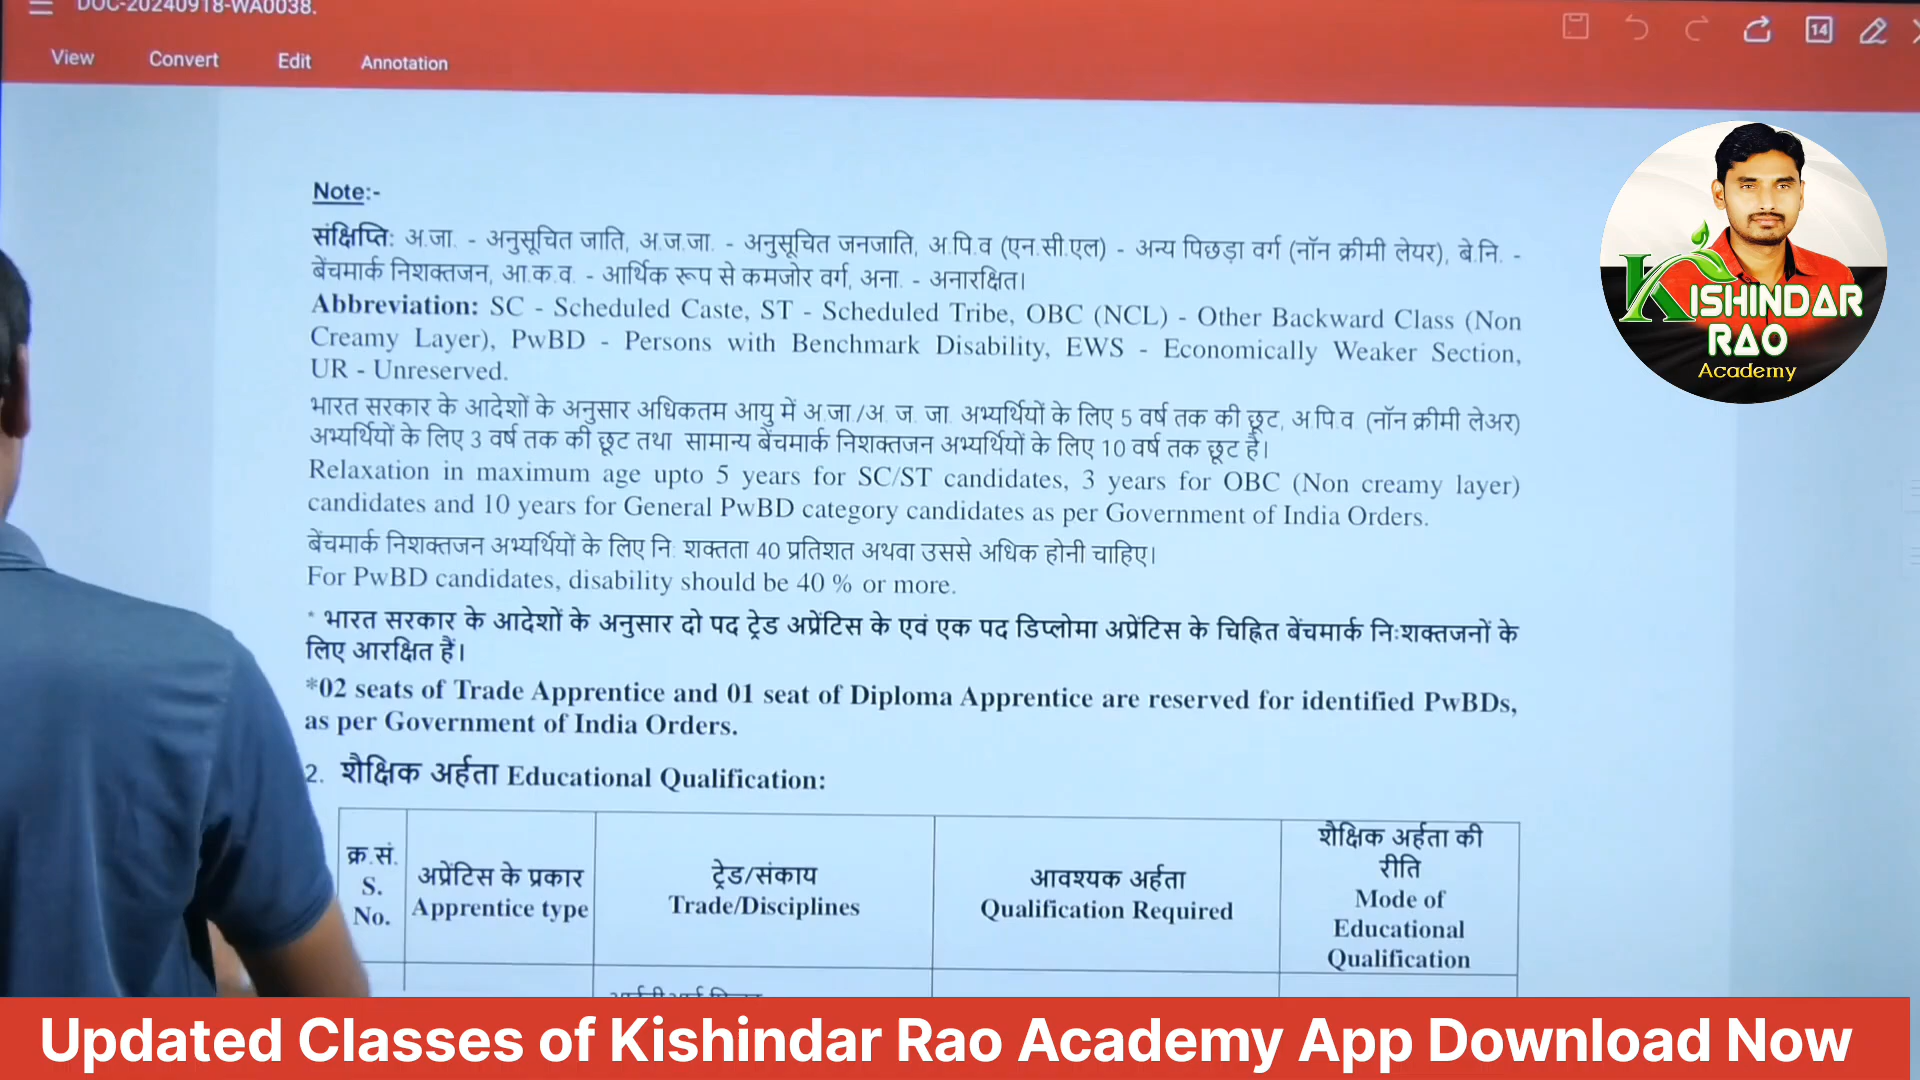 DOC-20240918-WA0038.
View Convert Edit Annotation
14
Note:-
संक्षिप्ति: अ.जा. - अनुसूचित जाति, अ.ज.जा. - अनुसूचित जनजाति, अ.पि.व (एन.सी.एल) - अन्य पिछड़ा वर्ग (नॉन क्रीमी लेयर), बे.नि. -
बेंचमार्क निशक्तजन, आ.क.व. - आर्थिक रूप से कमजोर वर्ग, अना. - अनारक्षित।
Abbreviation: SC - Scheduled Caste, ST - Scheduled Tribe, OBC (NCL) - Other Backward Class (Non
Creamy Layer), PwBD - Persons with Benchmark Disability, EWS - Economically Weaker Section,
UR - Unreserved.
भारत सरकार के आदेशों के अनुसार अधिकतम आयु में अ.जा./अ. ज. जा. अभ्यर्थियों के लिए 5 वर्ष तक की छूट, अ.पि.व. (नॉन क्रीमी लेअर)
अभ्यर्थियों के लिए 3 वर्ष तक की छूट तथा सामान्य बेंचमार्क निशक्तजन अभ्यर्थियों के लिए 10 वर्ष तक छूट है।
Relaxation in maximum age upto 5 years for SC/ST candidates, 3 years for OBC (Non creamy layer)
candidates and 10 years for General PwBD category candidates as per Government of India Orders.
बेंचमार्क निशक्तजन अभ्यर्थियों के लिए नि: शक्तता 40 प्रतिशत अथवा उससे अधिक होनी चाहिए।
For PwBD candidates, disability should be 40 % or more.
* भारत सरकार के आदेशों के अनुसार दो पद ट्रेड अप्रेंटिस के एवं एक पद डिप्लोमा अप्रेंटिस के चिह्नित बेंचमार्क निःशक्तजनों के
लिए आरक्षित हैं।
*02 seats of Trade Apprentice and 01 seat of Diploma Apprentice are reserved for identified PwBDs,
as per Government of India Orders.
2. शैक्षिक अर्हता Educational Qualification:
क्र.सं.
S.
No.
अप्रेंटिस के प्रकार
Apprentice type
ट्रेड/संकाय
Trade/Disciplines
आवश्यक अर्हता
Qualification Required
शैक्षिक अर्हता की
रीति
Mode of
Educational
Qualification
KISHINDAR
RAO
Academy
Updated Classes of Kishindar Rao Academy App Download Now